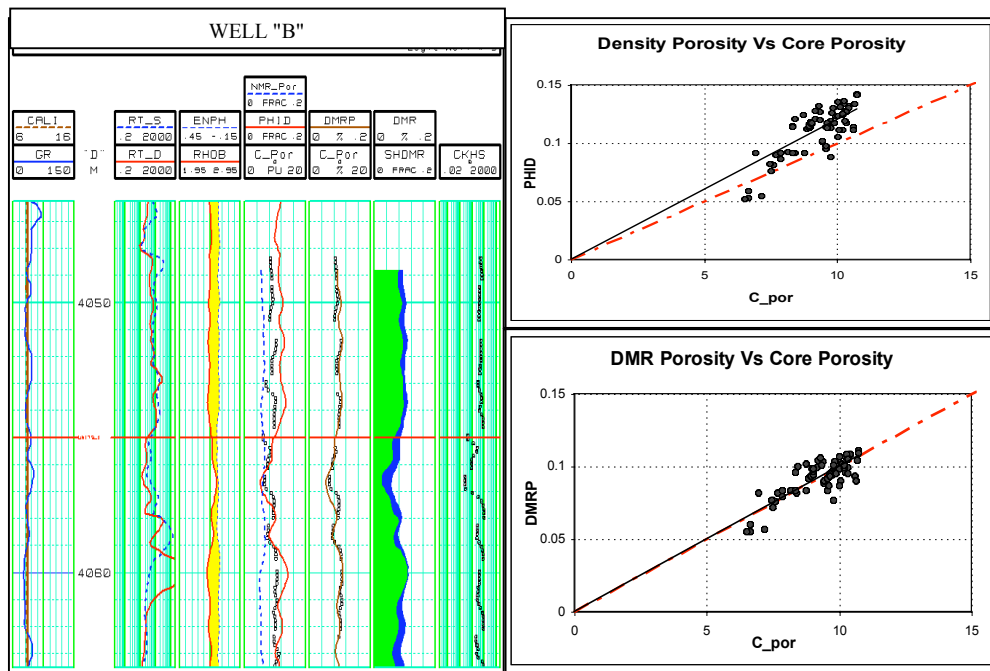 WELL "B"
NMR_Por
0 FRAC .2
CALI
6 16
RT_S
.2 2000
ENPH
.45 -.15
PHID
0 FRAC .2
DMRP
0 % .2
DMR
0 % .2
GR
0 150
"D"
M
RT_D
.2 2000
RHOB
1.95 2.95
C_Por
0 PU 20
C_Por
0 % 20
SHDMR
0 FRAC .2
CKHS
.02 2000
4050
4060
Density Porosity Vs Core Porosity
0.15
0.1
0.05
0
PHID
0 5 10 15
C_por
DMR Porosity Vs Core Porosity
0.15
0.1
0.05
0
DMRP
0 5 10 15
C_por